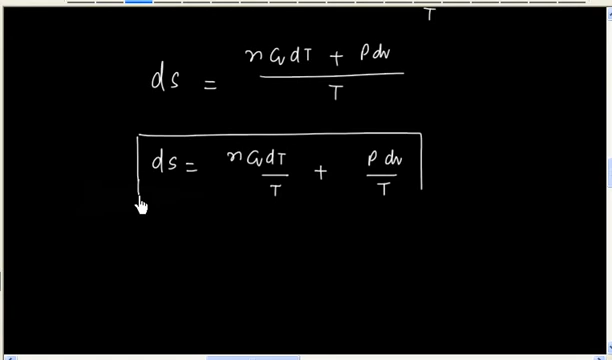 T
ds = nCvdT + Pdv
T
ds = nCvdT/T + Pdv/T